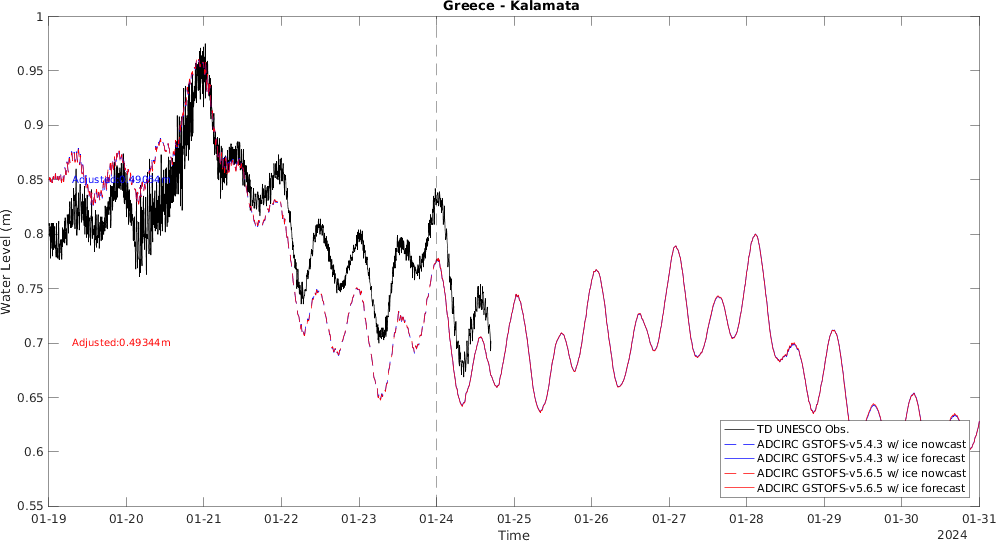 Greece - Kalamata
1
0.95
0.9
0.85
0.8
0.75
0.7
0.65
0.6
0.55
Water Level (m)
Adjusted:0.49064m
Adjusted:0.49344m
TD UNESCO Obs.
ADCIRC GSTOFS-v5.4.3 w/ ice nowcast
ADCIRC GSTOFS-v5.4.3 w/ ice forecast
ADCIRC GSTOFS-v5.6.5 w/ ice nowcast
ADCIRC GSTOFS-v5.6.5 w/ ice forecast
01-19 01-20 01-21 01-22 01-23 01-24 01-25 01-26 01-27 01-28 01-29 01-30 01-31
Time
2024